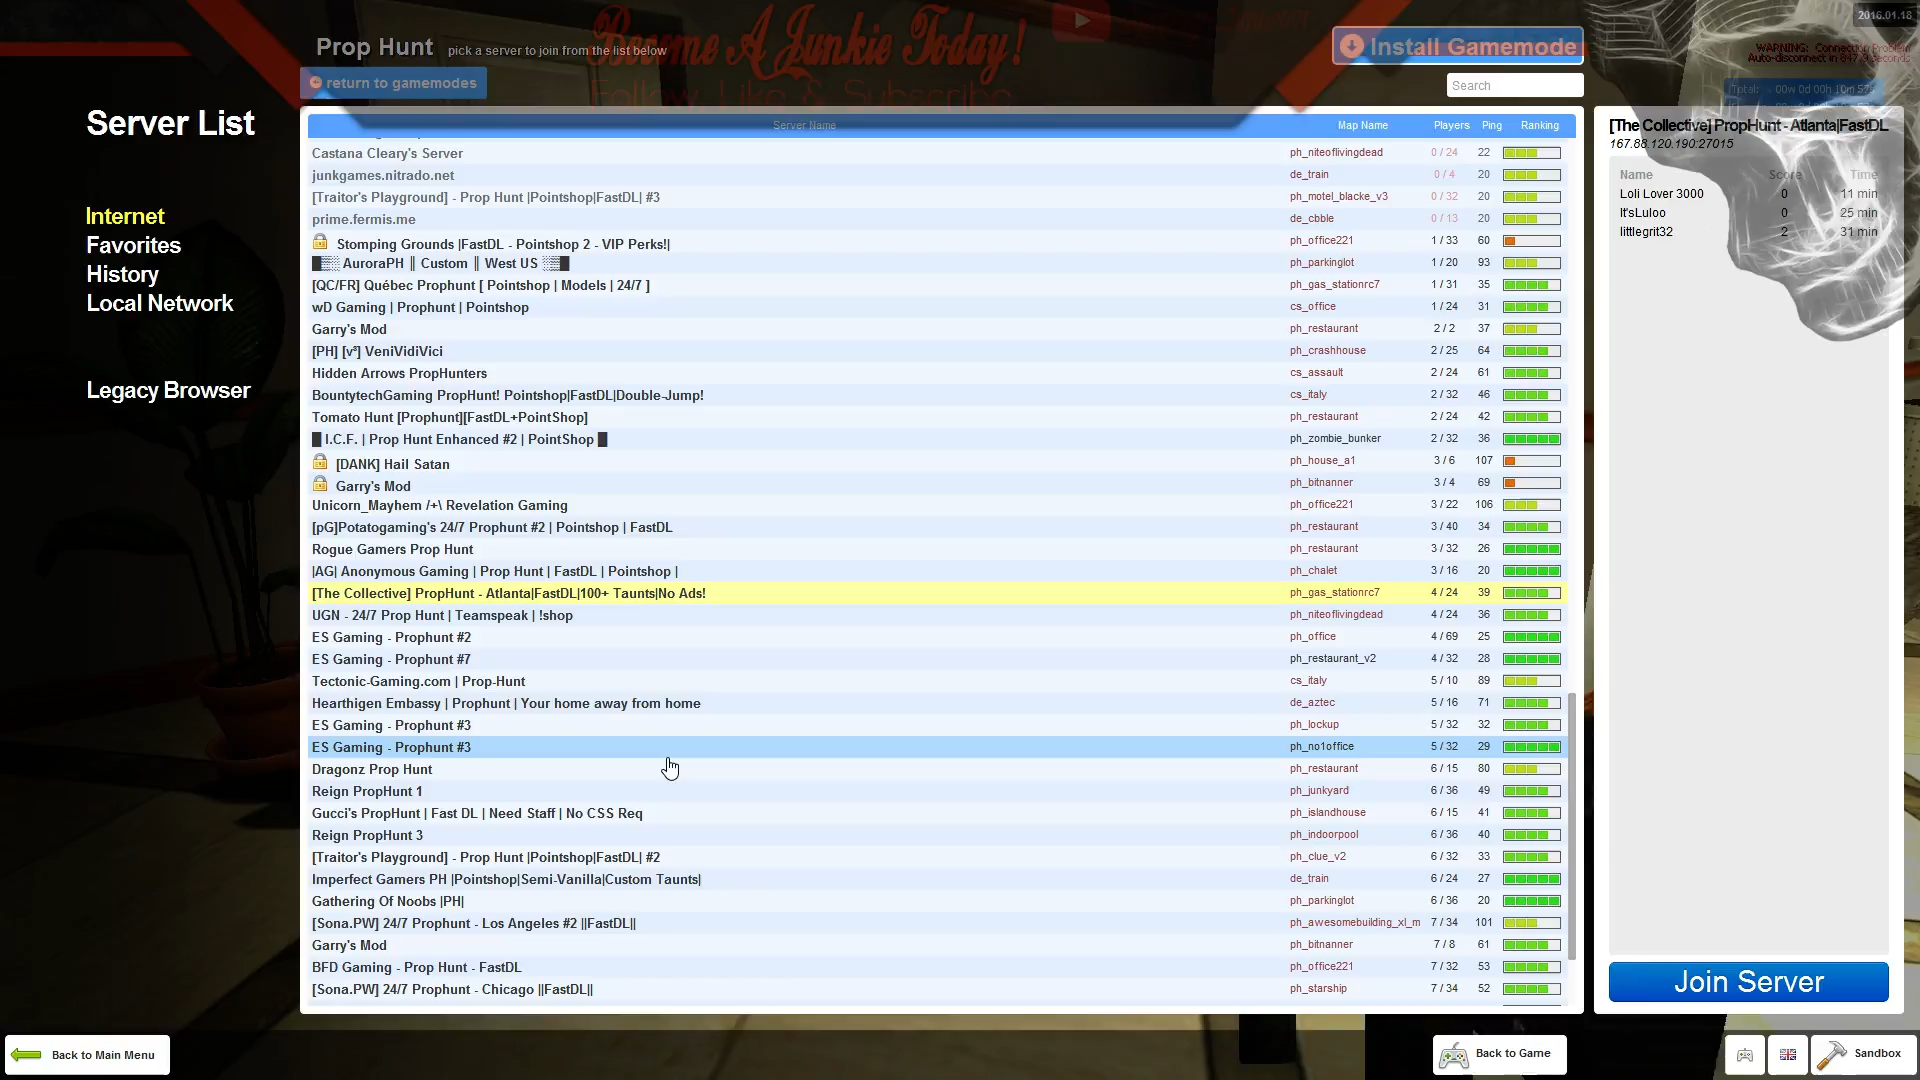 Become A Junkie Today!
Follow, Like & Subscribe
2016.01.18
Prop Hunt pick a server to join from the list below
Install Gamemode
WARNING: Connection Problem
Auto-disconnect in 847.9 seconds
return to gamemodes
Search
Total: 00w 0d 00h 10m 57s
Server List
Internet
Favorites
History
Local Network
Legacy Browser
Server Name Map Name Players Ping Ranking
Castana Cleary's Server ph_niteoflivingdead 0 / 24 22
junkgames.nitrado.net de_train 0 / 4 20
[Traitor's Playground] - Prop Hunt |Pointshop|FastDL| #3 ph_motel_blacke_v3 0 / 32 20
prime.fermis.me de_cbble 0 / 13 20
Stomping Grounds |FastDL - Pointshop 2 - VIP Perks!| ph_office221 1 / 33 60
█▓▒░ AuroraPH ║ Custom ║ West US ░▒▓█ ph_parkinglot 1 / 20 93
[QC/FR] Québec Prophunt [ Pointshop | Models | 24/7 ] ph_gas_stationrc7 1 / 31 35
wD Gaming | Prophunt | Pointshop cs_office 1 / 24 31
Garry's Mod ph_restaurant 2 / 2 37
[PH] [v³] VeniVidiVici ph_crashhouse 2 / 25 64
Hidden Arrows PropHunters cs_assault 2 / 24 61
BountytechGaming PropHunt! Pointshop|FastDL|Double-Jump! cs_italy 2 / 32 46
Tomato Hunt [Prophunt][FastDL+PointShop] ph_restaurant 2 / 24 42
█ I.C.F. | Prop Hunt Enhanced #2 | PointShop █ ph_zombie_bunker 2 / 32 36
[DANK] Hail Satan ph_house_a1 3 / 6 107
Garry's Mod ph_bitnanner 3 / 4 69
Unicorn_Mayhem /+\ Revelation Gaming ph_office221 3 / 22 106
[pG]Potatogaming's 24/7 Prophunt #2 | Pointshop | FastDL ph_restaurant 3 / 40 34
Rogue Gamers Prop Hunt ph_restaurant 3 / 32 26
|AG| Anonymous Gaming | Prop Hunt | FastDL | Pointshop | ph_chalet 3 / 16 20
[The Collective] PropHunt - Atlanta|FastDL|100+ Taunts|No Ads! ph_gas_stationrc7 4 / 24 39
UGN - 24/7 Prop Hunt | Teamspeak | !shop ph_niteoflivingdead 4 / 24 36
ES Gaming - Prophunt #2 ph_office 4 / 69 25
ES Gaming - Prophunt #7 ph_restaurant_v2 4 / 32 28
Tectonic-Gaming.com | Prop-Hunt cs_italy 5 / 10 89
Hearthigen Embassy | Prophunt | Your home away from home de_aztec 5 / 16 71
ES Gaming - Prophunt #3 ph_lockup 5 / 32 32
ES Gaming - Prophunt #3 ph_no1office 5 / 32 29
Dragonz Prop Hunt ph_restaurant 6 / 15 80
Reign PropHunt 1 ph_junkyard 6 / 36 49
Gucci's PropHunt | Fast DL | Need Staff | No CSS Req ph_islandhouse 6 / 15 41
Reign PropHunt 3 ph_indoorpool 6 / 36 40
[Traitor's Playground] - Prop Hunt |Pointshop|FastDL| #2 ph_clue_v2 6 / 32 33
Imperfect Gamers PH |Pointshop|Semi-Vanilla|Custom Taunts| de_train 6 / 24 27
Gathering Of Noobs |PH| ph_parkinglot 6 / 36 20
[Sona.PW] 24/7 Prophunt - Los Angeles #2 ||FastDL|| ph_awesomebuilding_xl_m 7 / 34 101
Garry's Mod ph_bitnanner 7 / 8 61
BFD Gaming - Prop Hunt - FastDL ph_office221 7 / 32 53
[Sona.PW] 24/7 Prophunt - Chicago ||FastDL|| ph_starship 7 / 34 52
[The Collective] PropHunt - Atlanta|FastDL
167.88.120.190:27015
Name Score Time
Loli Lover 3000 0 11 min
It'sLuloo 0 25 min
littlegrit32 2 31 min
Join Server
Back to Main Menu
Back to Game
Sandbox